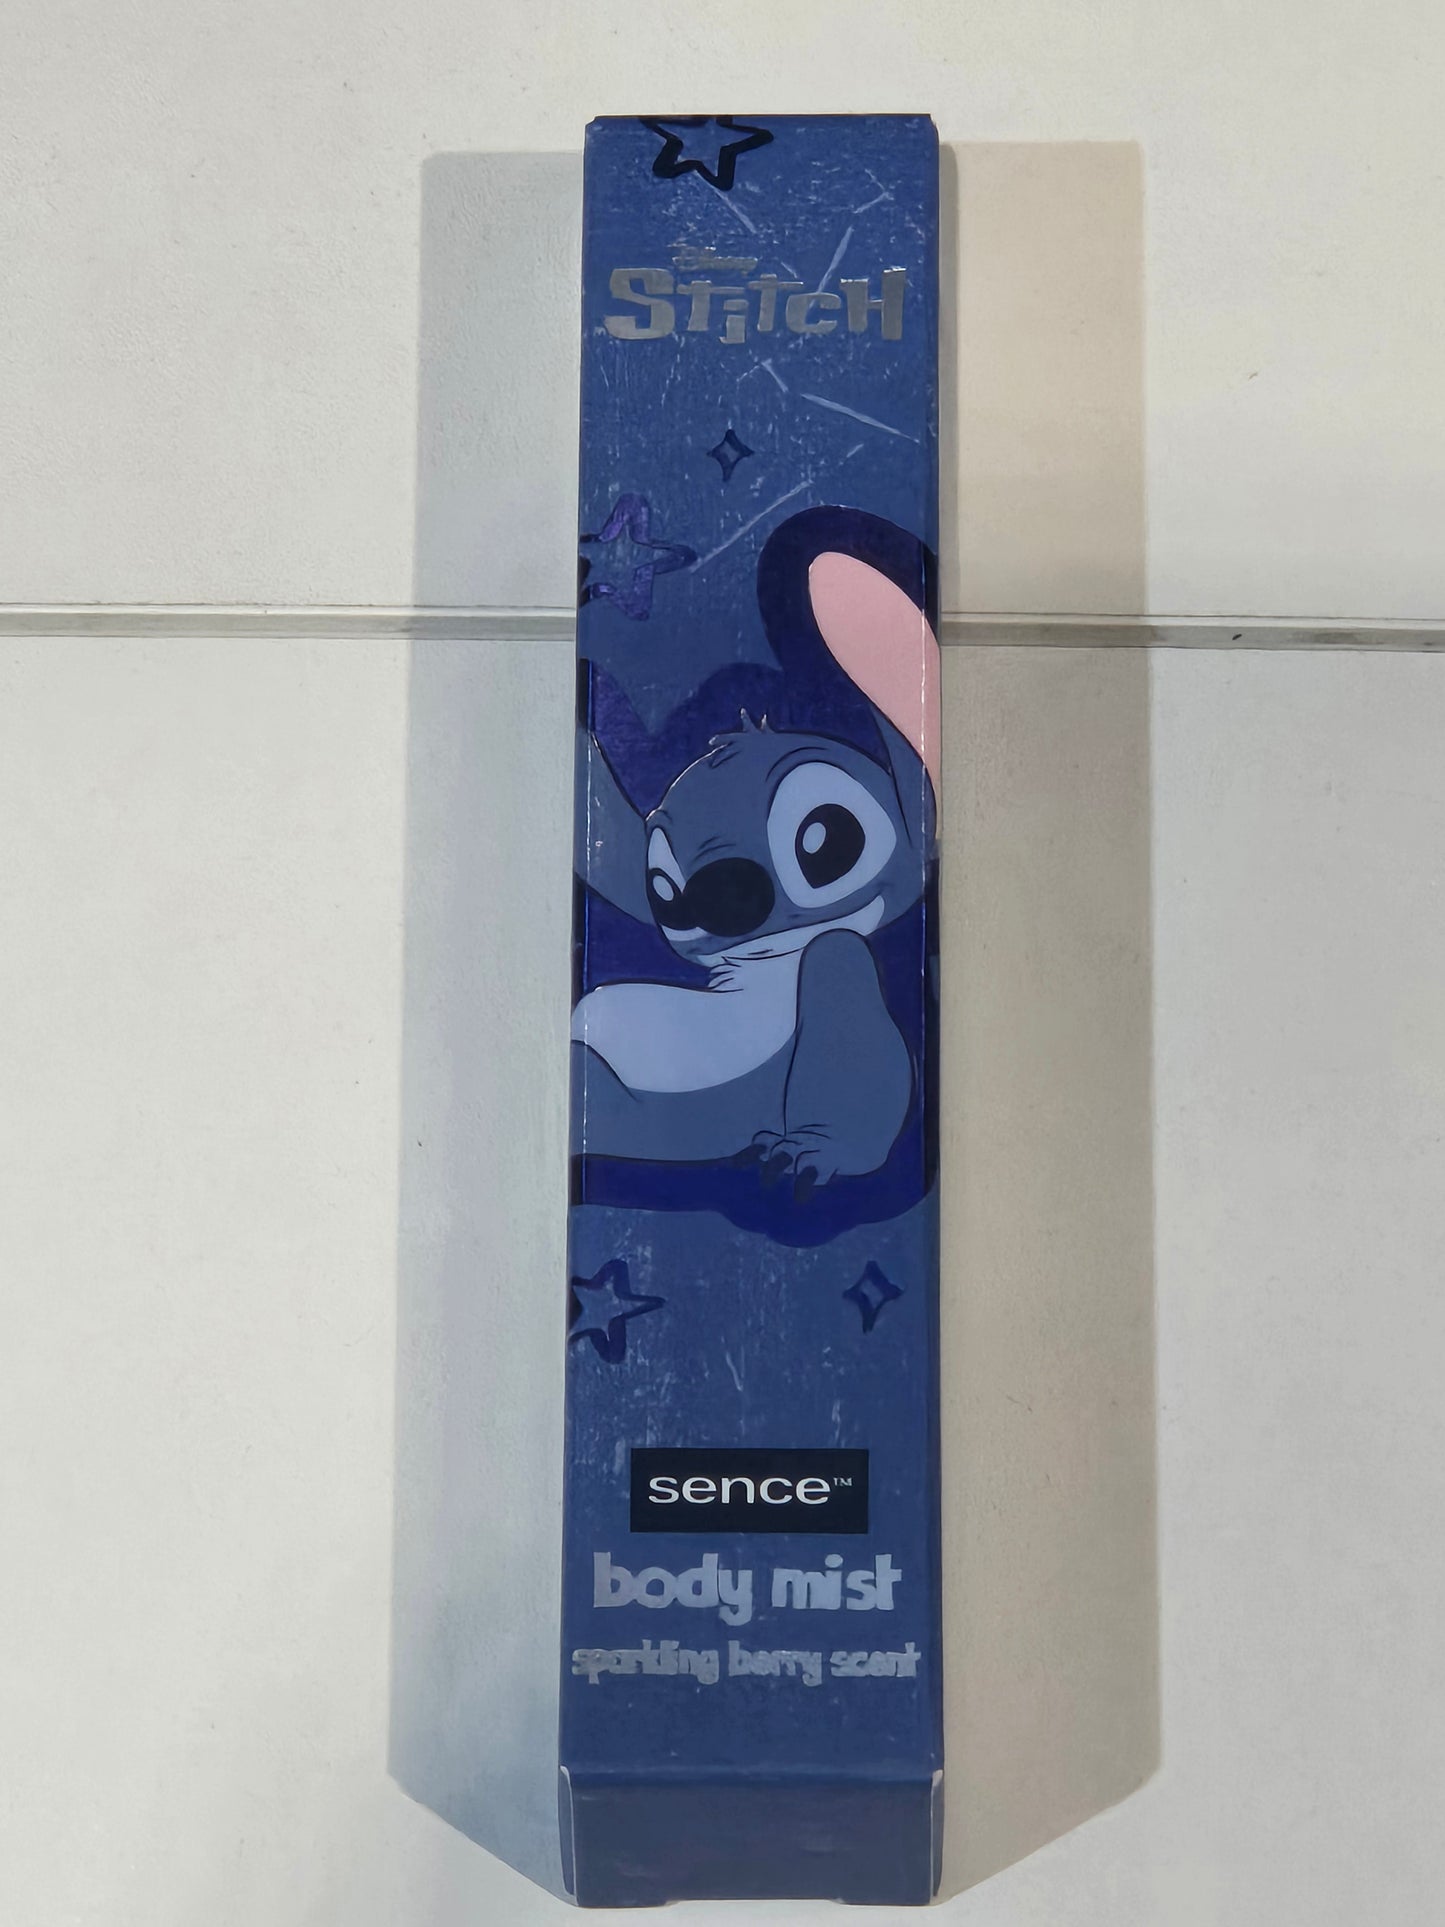 Disney
Stitch
sence™
body mist
sparkling berry scent